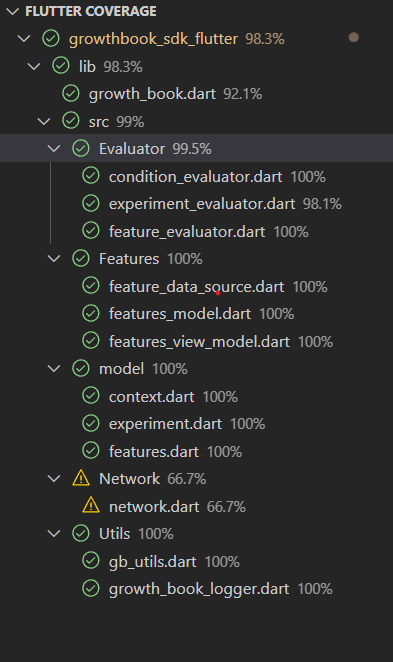 FLUTTER COVERAGE
growthbook_sdk_flutter 98.3%
lib 98.3%
growth_book.dart 92.1%
src 99%
Evaluator 99.5%
condition_evaluator.dart 100%
experiment_evaluator.dart 98.1%
feature_evaluator.dart 100%
Features 100%
feature_data_source.dart 100%
features_model.dart 100%
features_view_model.dart 100%
model 100%
context.dart 100%
experiment.dart 100%
features.dart 100%
Network 66.7%
network.dart 66.7%
Utils 100%
gb_utils.dart 100%
growth_book_logger.dart 100%